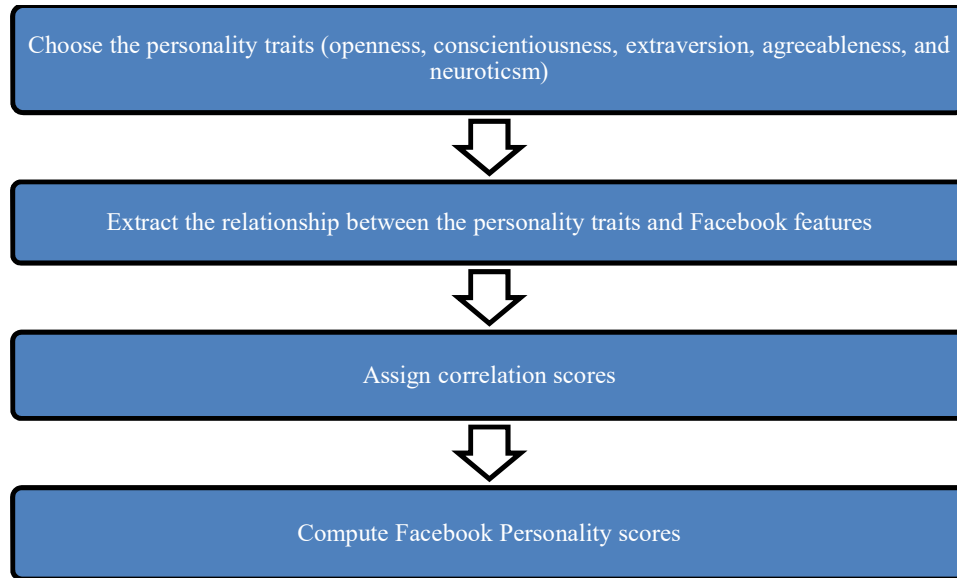 Choose the personality traits (openness, conscientiousness, extraversion, agreeableness, and
neuroticsm)
Extract the relationship between the personality traits and Facebook features
Assign correlation scores
Compute Facebook Personality scores